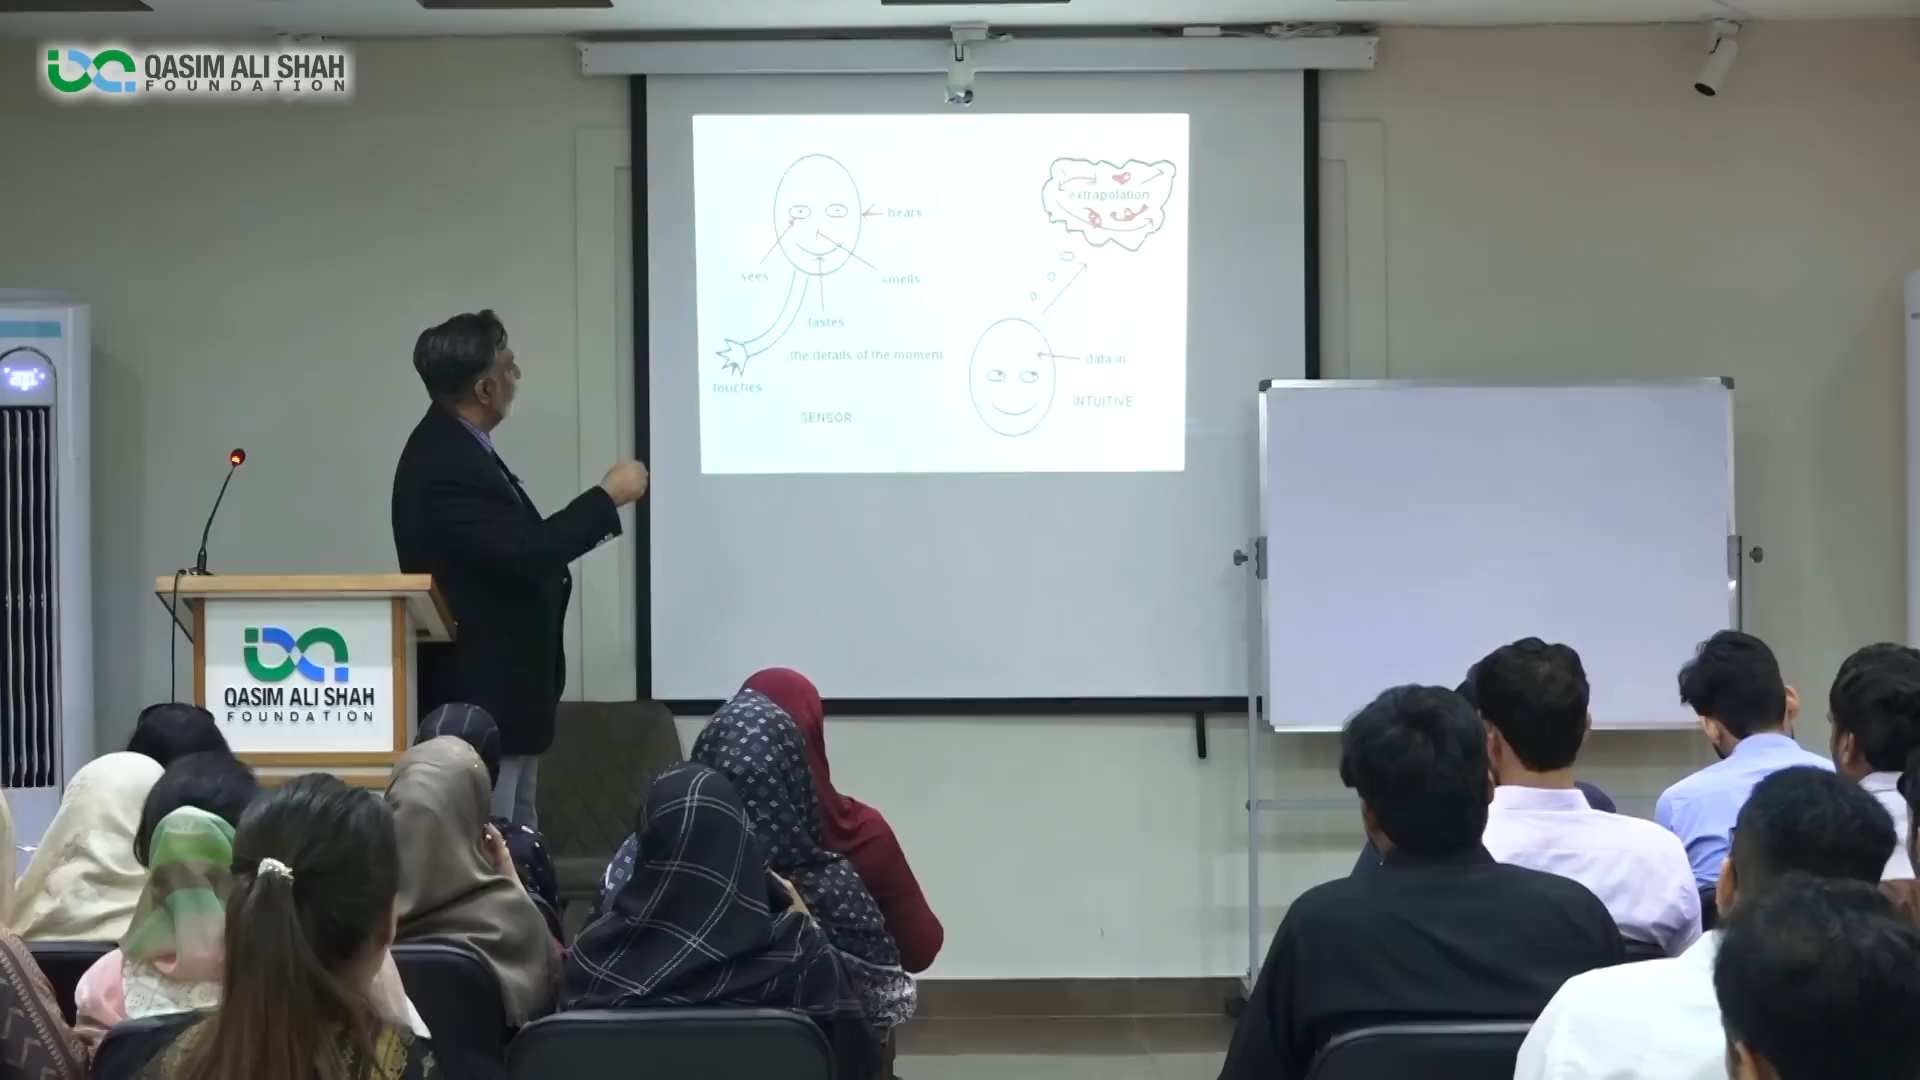 QASIM ALI SHAH
FOUNDATION
extrapolation
hears
sees
smells
tastes
...the details of the moment
data in
touches
INTUITIVE
SENSOR
QASIM ALI SHAH
FOUNDATION